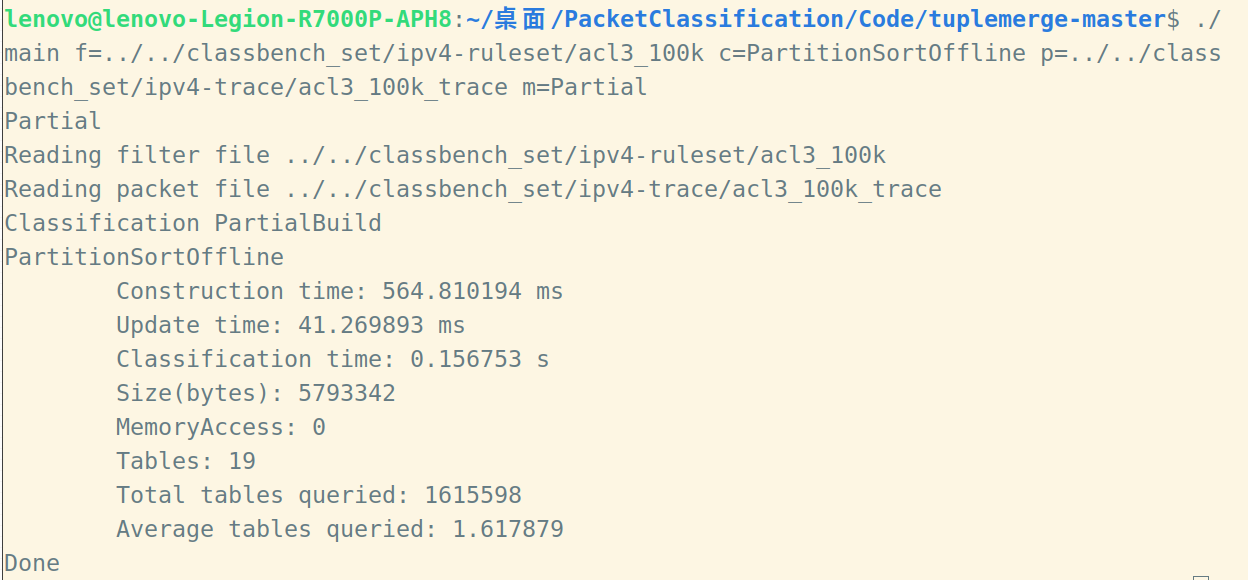 lenovo@lenovo-Legion-R7000P-APH8:~/桌面/PacketClassification/Code/tuplemerge-master$ ./
main f=../../classbench_set/ipv4-ruleset/acl3_100k c=PartitionSortOffline p=../../class
bench_set/ipv4-trace/acl3_100k_trace m=Partial
Partial
Reading filter file ../../classbench_set/ipv4-ruleset/acl3_100k
Reading packet file ../../classbench_set/ipv4-trace/acl3_100k_trace
Classification PartialBuild
PartitionSortOffline
Construction time: 564.810194 ms
Update time: 41.269893 ms
Classification time: 0.156753 s
Size(bytes): 5793342
MemoryAccess: 0
Tables: 19
Total tables queried: 1615598
Average tables queried: 1.617879
Done